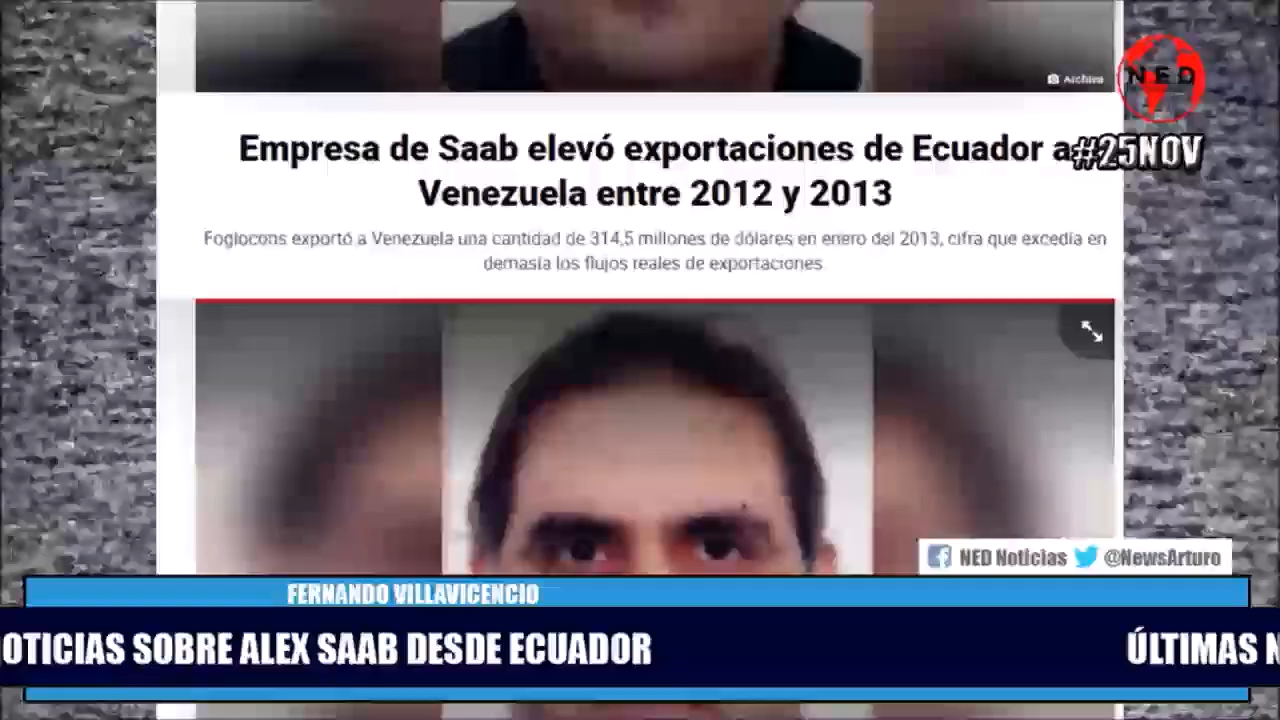 Archivo
NED
Empresa de Saab elevó exportaciones de Ecuador a
#25NOV
Venezuela entre 2012 y 2013
Foglocons exportó a Venezuela una cantidad de 314,5 millones de dólares en enero del 2013, cifra que excedía en
demasía los flujos reales de exportaciones
NED Noticias @NewsArturo
FERNANDO VILLAVICENCIO
OTICIAS SOBRE ALEX SAAB DESDE ECUADOR
ÚLTIMAS N